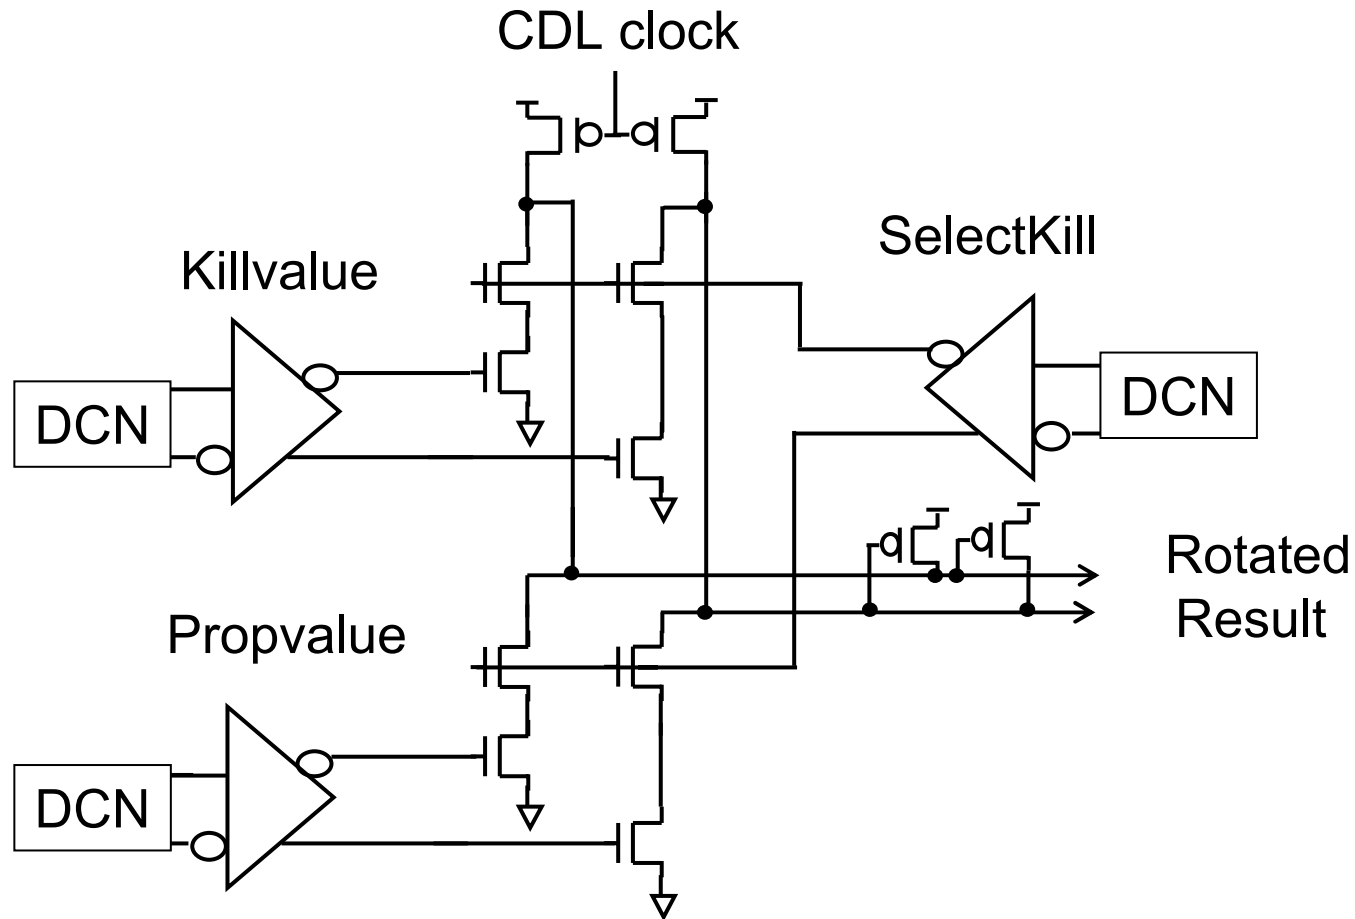 CDL clock
SelectKill
Killvalue
DCN
DCN
Rotated
Result
Propvalue
DCN